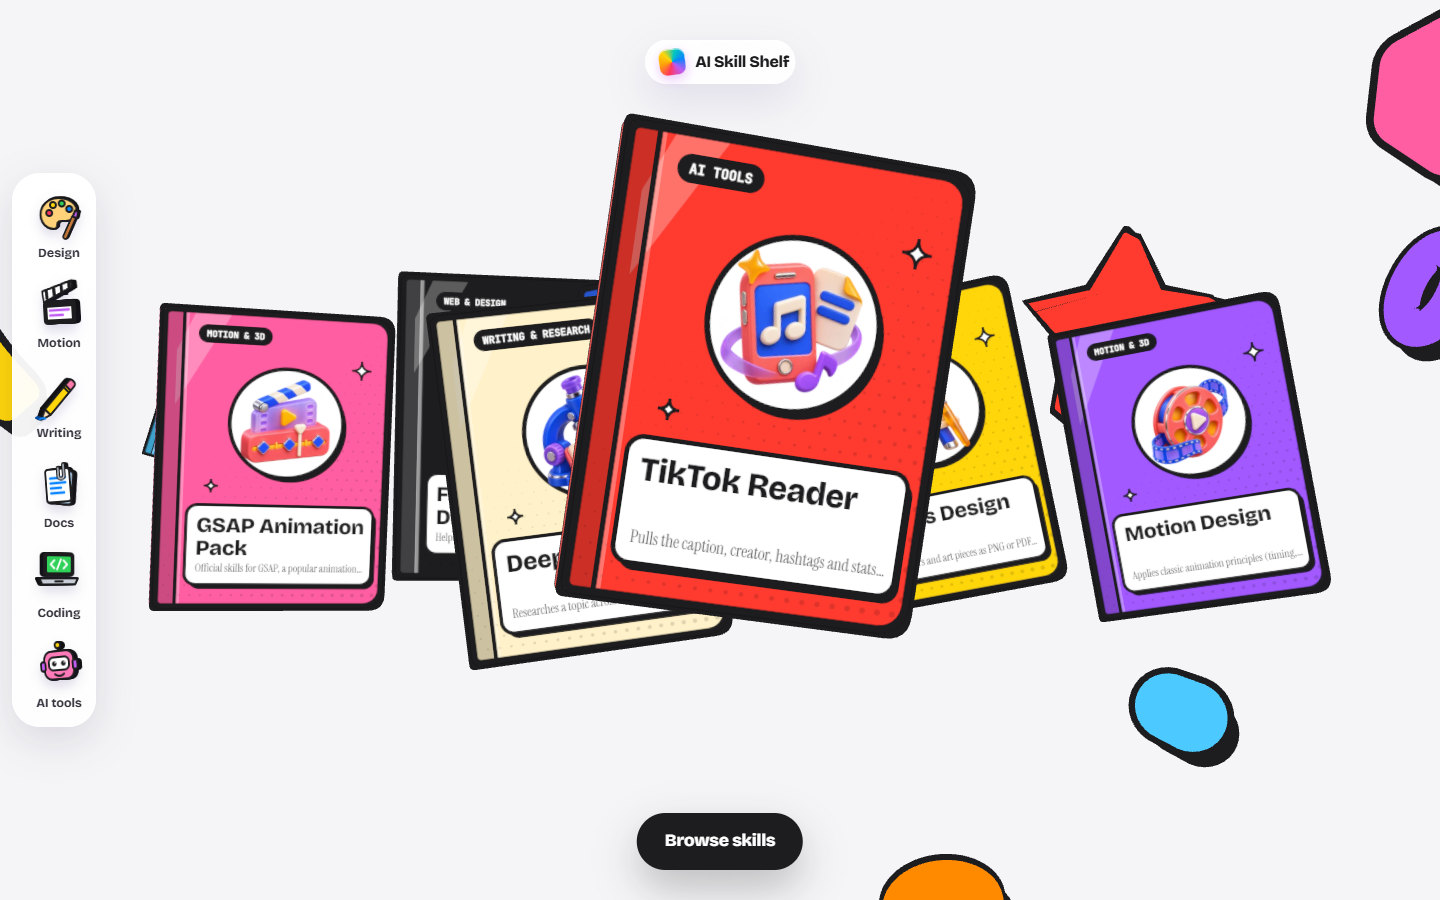 AI Skill Shelf
Design
Motion
Writing
Docs
Coding
AI tools
MOTION & 3D
GSAP Animation
Pack
Official skills for GSAP, a popular animation...
WEB & DESIGN
F
D
Help
WRITING & RESEARCH
Deep
Researches a topic
AI TOOLS
TikTok Reader
Pulls the caption, creator, hashtags and stats...
s Design
s and art pieces as PNG or PDF...
MOTION & 3D
Motion Design
Applies classic animation principles (timing,...
Browse skills